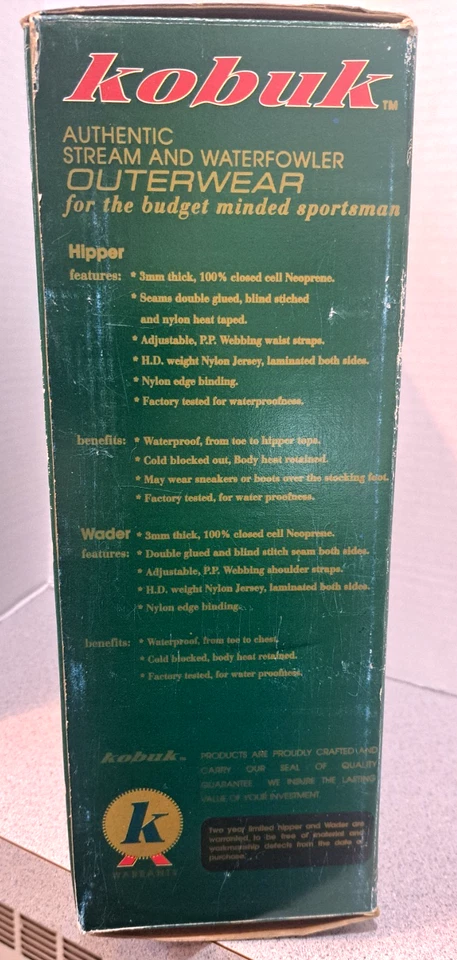 kobuk™
AUTHENTIC
STREAM AND WATERFOWLER
OUTERWEAR
for the budget minded sportsman
Hipper
features: * 3mm thick, 100% closed cell Neoprene.
* Seams double glued, blind stiched
and nylon heat taped.
* Adjustable, P.P. Webbing waist straps.
* H.D. weight Nylon Jersey, laminated both sides.
* Nylon edge binding.
* Factory tested for waterproofness.
benefits: * Waterproof, from toe to hipper tops.
* Cold blocked out, Body heat retained.
* May wear sneakers or boots over the stocking foot.
* Factory tested, for water proofness.
Wader * 3mm thick, 100% closed cell Neoprene.
features: * Double glued and blind stitch seam both sides.
* Adjustable, P.P. Webbing shoulder straps.
* H.D. weight Nylon Jersey, laminated both sides.
* Nylon edge binding.
benefits: * Waterproof, from toe to chest.
* Cold blocked, body heat retained.
* Factory tested, for water proofness.
kobuk™ PRODUCTS ARE PROUDLY CRAFTED AND
CARRY OUR SEAL OF QUALITY
GUARANTEE. WE INSURE THE LASTING
VALUE OF YOUR INVESTMENT.
k
WARRANTY
Two year limited hipper and Wader are
warrantied, to be free of material and
workmanship defects from the date of
purchase.